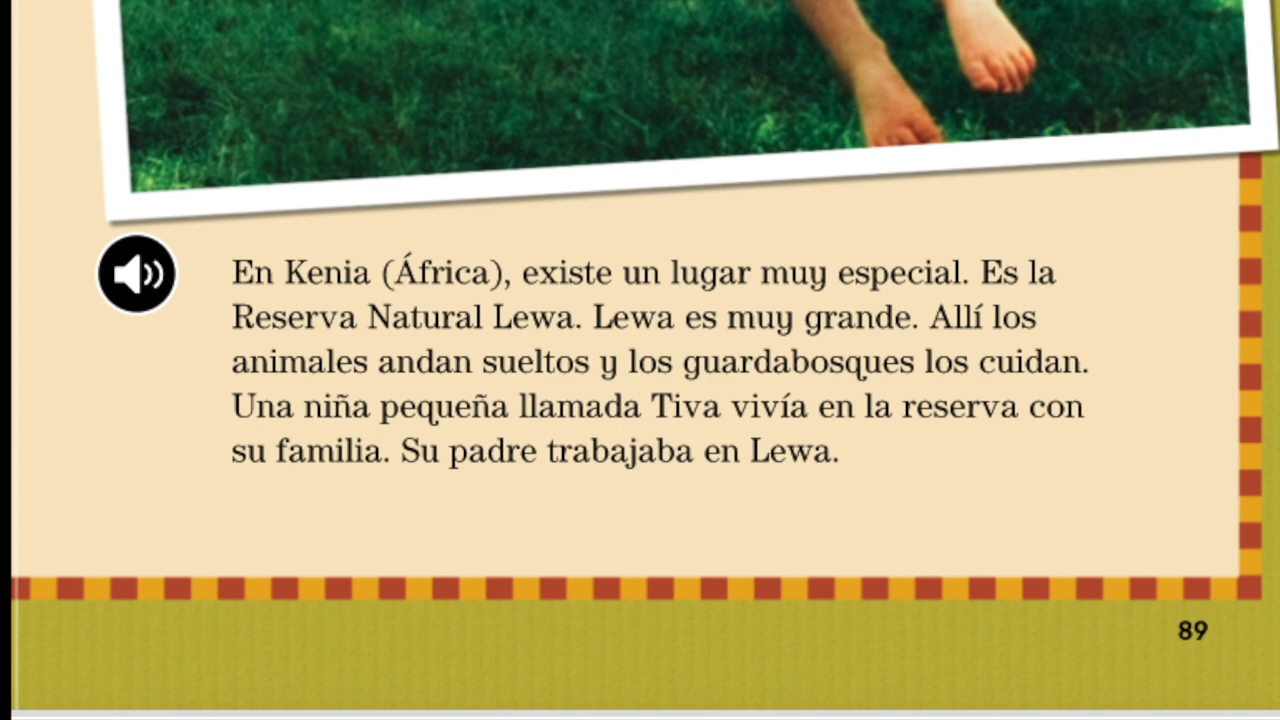 En Kenia (África), existe un lugar muy especial. Es la
Reserva Natural Lewa. Lewa es muy grande. Allí los
animales andan sueltos y los guardabosques los cuidan.
Una niña pequeña llamada Tiva vivía en la reserva con
su familia. Su padre trabajaba en Lewa.
89